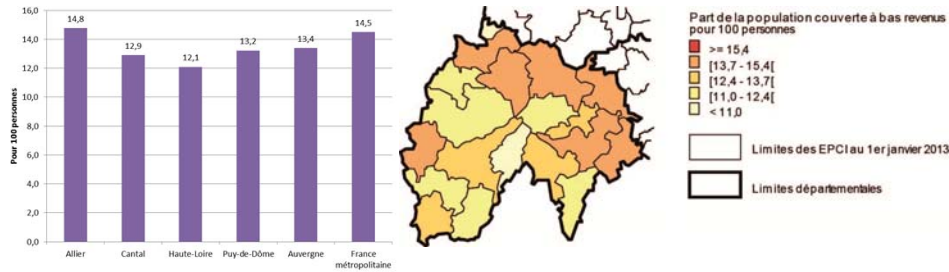 Pour 100 personnes
16,0
14,0
12,0
10,0
8,0
6,0
4,0
2,0
0,0
14,8
12,9
12,1
13,2
13,4
14,5
Allier
Cantal
Haute-Loire
Puy-de-Dôme
Auvergne
France
métropolitaine
Part de la population couverte à bas revenus
pour 100 personnes
>= 15,4
[13,7 - 15,4[
[12,4 - 13,7[
[11,0 - 12,4[
< 11,0
Limites des EPCI au 1er janvier 2013
Limites départementales